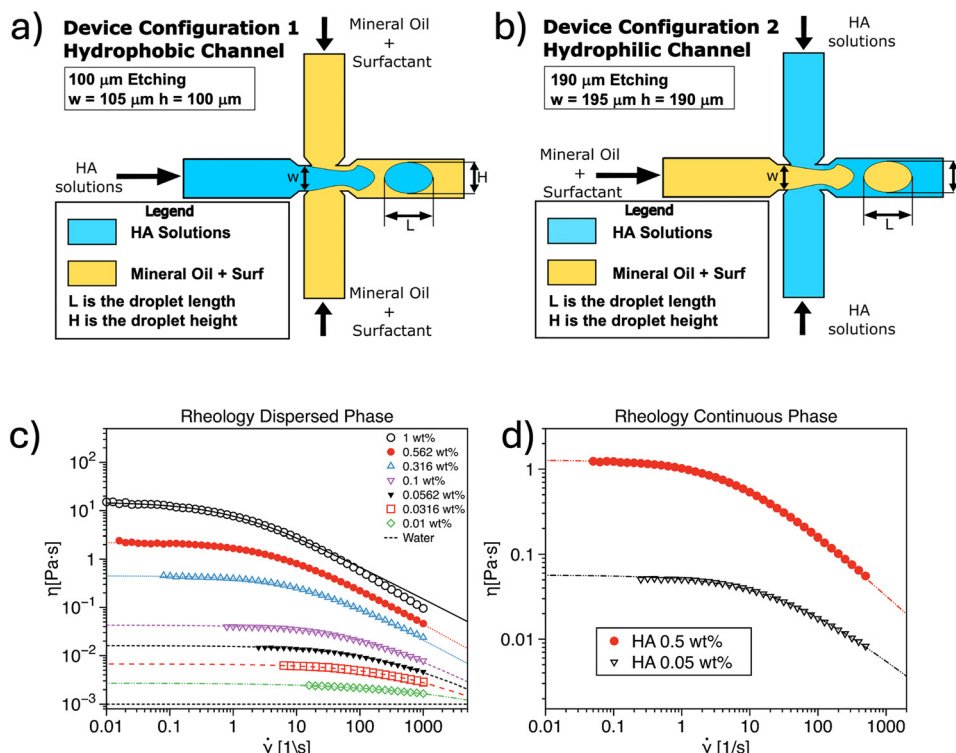 a)
Device Configuration 1
Hydrophobic Channel
100 μm Etching
w = 105 μm h = 100 μm
Mineral Oil
+
Surfactant
HA
solutions
w
H
L
Legend
HA Solutions
Mineral Oil + Surf
L is the droplet length
H is the droplet height
Mineral Oil
+
Surfactant
b)
Device Configuration 2
Hydrophilic Channel
190 μm Etching
w = 195 μm h = 190 μm
HA
solutions
Mineral Oil
+
Surfactant
w
L
Legend
HA Solutions
Mineral Oil + Surf
L is the droplet length
H is the droplet height
HA
solutions
c)
Rheology Dispersed Phase
η[Pa·s]
10²
10¹
1
10⁻¹
10⁻²
10⁻³
1 wt%
0.562 wt%
0.316 wt%
0.1 wt%
0.0562 wt%
0.0316 wt%
0.01 wt%
Water
0.01 0.1 1 10 100 1000
γ̇ [1\s]
d)
Rheology Continuous Phase
η[Pa·s]
1
0.1
0.01
HA 0.5 wt%
HA 0.05 wt%
0.01 0.1 1 10 100 1000
γ̇ [1/s]